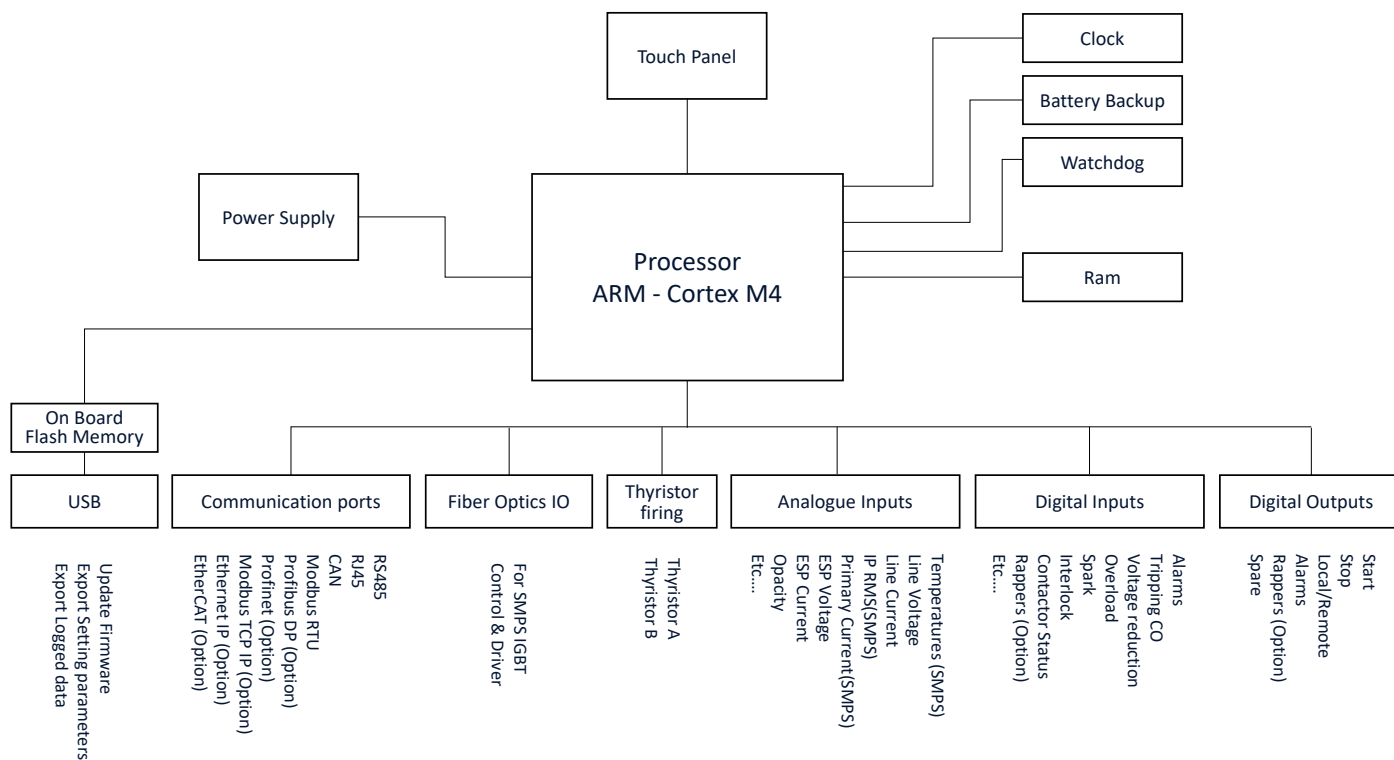 Touch Panel
Clock
Battery Backup
Watchdog
Ram
Power Supply
Processor
ARM - Cortex M4
On Board
Flash Memory
USB
Update Firmware
Export Setting parameters
Export Logged data
Communication ports
RS485
RJ45
CAN
Modbus RTU
Profibus DP (Option)
Profinet (Option)
Modbus TCP IP (Option)
Ethernet IP (Option)
EtherCAT (Option)
Fiber Optics IO
For SMPS IGBT
Control & Driver
Thyristor
firing
Thyristor A
Thyristor B
Analogue Inputs
Temperatures (SMPS)
Line Voltage
Line Current
IP RMS(SMPS)
Primary Current(SMPS)
ESP Voltage
ESP Current
Opacity
Etc...
Digital Inputs
Alarms
Tripping CO
Voltage reduction
Overload
Spark
Interlock
Contactor Status
Rappers (Option)
Etc...
Digital Outputs
Start
Stop
Local/Remote
Alarms
Rappers (Option)
Spare